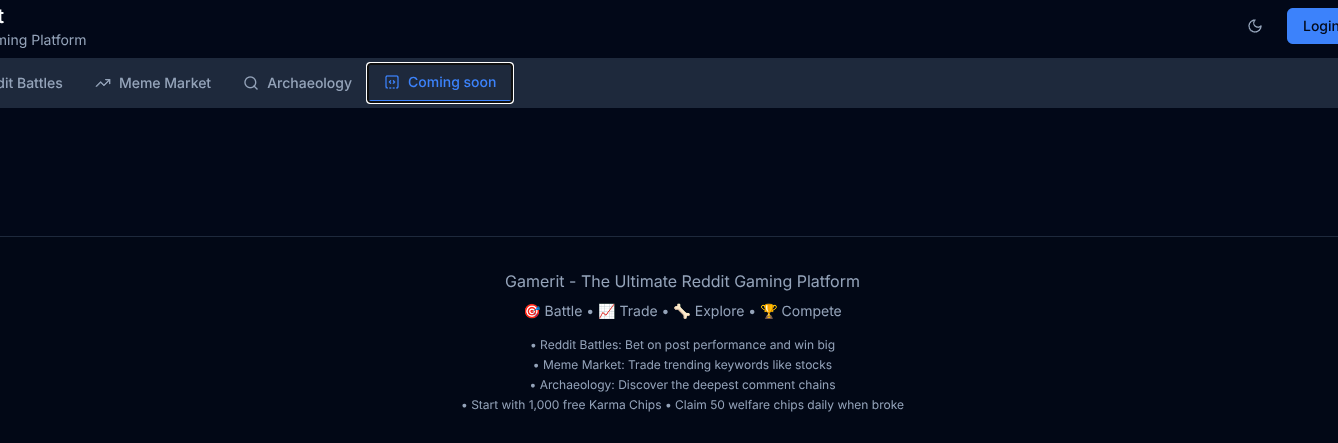 t
ming Platform
Login
dit Battles Meme Market Archaeology Coming soon
Gamerit - The Ultimate Reddit Gaming Platform
🎯 Battle • 📈 Trade • 🦴 Explore • 🏆 Compete
• Reddit Battles: Bet on post performance and win big
• Meme Market: Trade trending keywords like stocks
• Archaeology: Discover the deepest comment chains
• Start with 1,000 free Karma Chips • Claim 50 welfare chips daily when broke